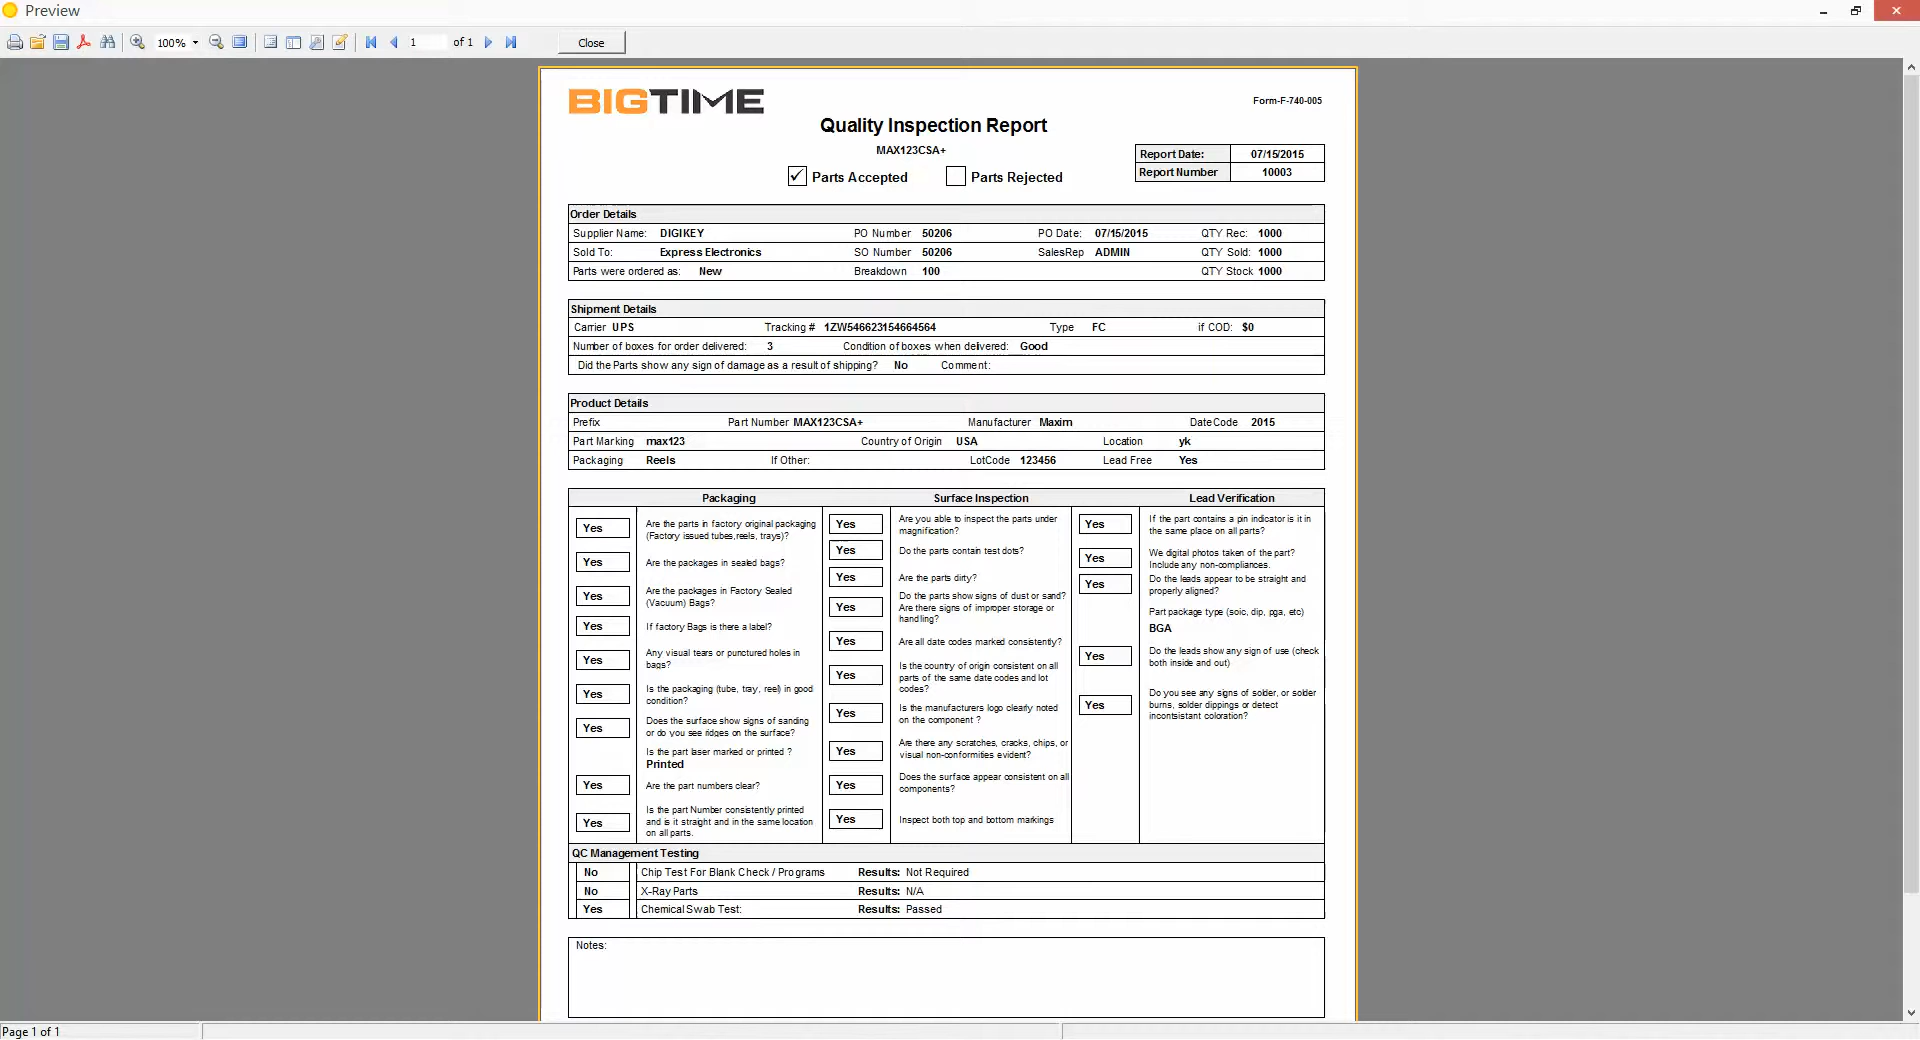 Preview
100%
1 of 1
Close
BIGTIME
Form-F-740-005
Quality Inspection Report
MAX123CSA+
✓ Parts Accepted Parts Rejected
Report Date: 07/15/2015
Report Number 10003
Order Details
Supplier Name: DIGIKEY PO Number 50206 PO Date: 07/15/2015 QTY Rec: 1000
Sold To: Express Electronics SO Number 50206 SalesRep ADMIN QTY Sold: 1000
Parts were ordered as: New Breakdown 100 QTY Stock 1000
Shipment Details
Carrier UPS Tracking # 1ZW546623154664564 Type FC if COD: $0
Number of boxes for order delivered: 3 Condition of boxes when delivered: Good
Did the Parts show any sign of damage as a result of shipping? No Comment:
Product Details
Prefix Part Number MAX123CSA+ Manufacturer Maxim DateCode 2015
Part Marking max123 Country of Origin USA Location yk
Packaging Reels If Other: LotCode 123456 Lead Free Yes
Packaging
Yes Are the parts in factory original packaging
(Factory issued tubes,reels, trays)?
Yes Are the packages in sealed bags?
Yes Are the packages in Factory Sealed
(Vacuum) Bags?
Yes If factory Bags is there a label?
Yes Any visual tears or punctured holes in
bags?
Yes Is the packaging (tube, tray, reel) in good
condition?
Yes Does the surface show signs of sanding
or do you see ridges on the surface?
Is the part laser marked or printed ?
Printed
Yes Are the part numbers clear?
Yes Is the part Number consistently printed
and is it straight and in the same location
on all parts.
Surface Inspection
Yes Are you able to inspect the parts under
magnification?
Yes Do the parts contain test dots?
Yes Are the parts dirty?
Yes Do the parts show signs of dust or sand?
Are there signs of improper storage or
handling?
Yes Are all date codes marked consistently?
Yes Is the country of origin consistent on all
parts of the same date codes and lot
codes?
Yes Is the manufacturers logo clearly noted
on the component ?
Yes Are there any scratches, cracks, chips, or
visual non-conformities evident?
Yes Does the surface appear consistent on all
components?
Yes Inspect both top and bottom markings
Lead Verification
Yes If the part contains a pin indicator is it in
the same place on all parts?
Yes We digital photos taken of the part?
Include any non-compliances.
Yes Do the leads appear to be straight and
properly aligned?
Part package type (soic, dip, pga, etc)
BGA
Yes Do the leads show any sign of use (check
both inside and out)
Yes Do you see any signs of solder, or solder
burns, solder dippings or detect
incontsistant coloration?
QC Management Testing
No Chip Test For Blank Check / Programs Results: Not Required
No X-Ray Parts Results: N/A
Yes Chemical Swab Test: Results: Passed
Notes:
Page 1 of 1